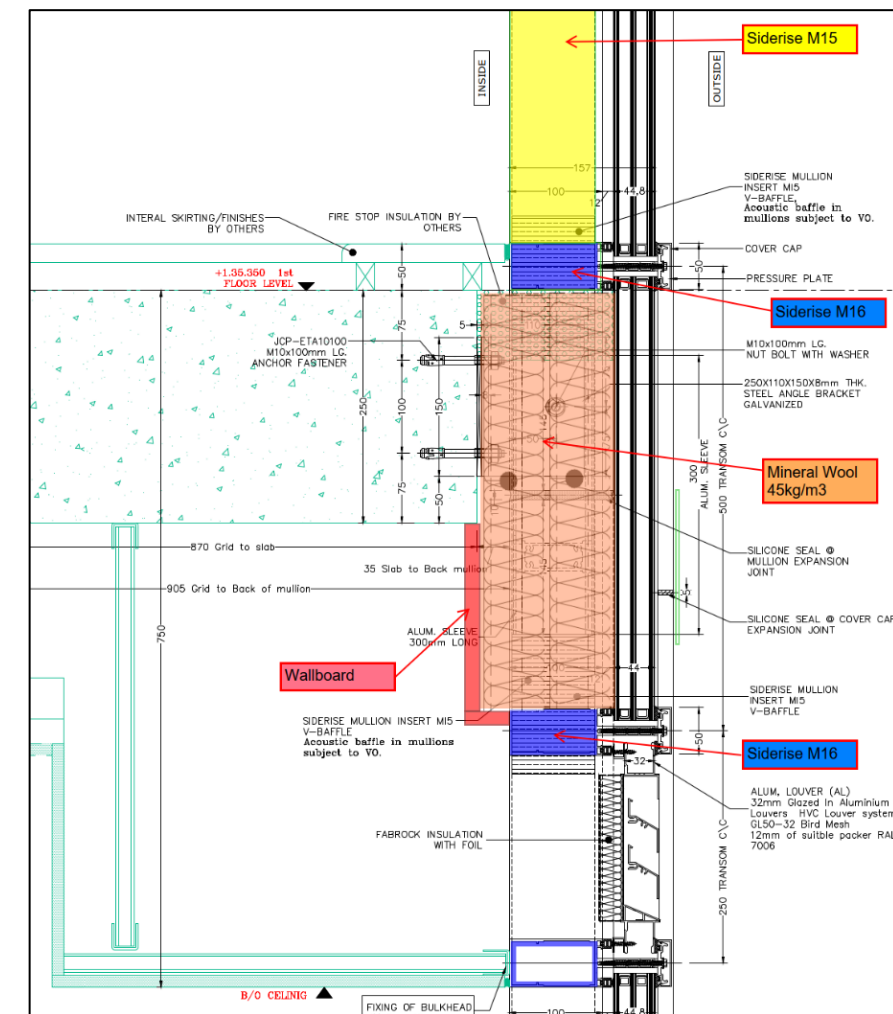 Siderise M15
INSIDE
OUTSIDE
157
100
44.8
12
SIDERISE MULLION
INSERT MI5
V-BAFFLE,
Acoustic baffle in
mullions subject to VO.
INTERAL SKIRTING/FINISHES
BY OTHERS
FIRE STOP INSULATION BY
OTHERS
COVER CAP
50
50
PRESSURE PLATE
+1.35.350 1st
FLOOR LEVEL
Siderise M16
75
5
JCP-ETA10100
M10x100mm LG.
ANCHOR FASTENER
M10x100mm LG.
NUT BOLT WITH WASHER
250X110X150X8mm THK.
STEEL ANGLE BRACKET
GALVANIZED
250
100
150
300
ALUM. SLEEVE
500 TRANSOM C\C
Mineral Wool
45kg/m3
75
50
870 Grid to slab
35 Slab to Back mullion
905 Grid to Back of mullion
SILICONE SEAL @
MULLION EXPANSION
JOINT
750
SILICONE SEAL @ COVER CAP
EXPANSION JOINT
ALUM. SLEEVE
300mm LONG
44
Wallboard
SIDERISE MULLION
INSERT MI5
V-BAFFLE
SIDERISE MULLION INSERT MI5
V-BAFFLE
Acoustic baffle in mullions
subject to VO.
50
Siderise M16
32
ALUM. LOUVER (AL)
32mm Glazed In Aluminium
Louvers HVC Louver system
GL50-32 Bird Mesh
12mm of suitble packer RAL
7006
FABROCK INSULATION
WITH FOIL
250 TRANSOM C\C
B/O CELINIG
FIXING OF BULKHEAD
100
44.8